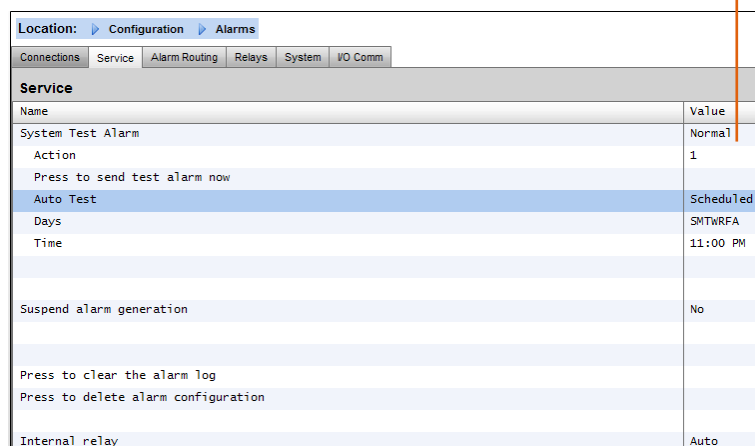 Location: Configuration Alarms
Connections Service Alarm Routing Relays System I/O Comm
Service
Name Value
System Test Alarm Normal
Action 1
Press to send test alarm now
Auto Test Scheduled
Days SMTWRFA
Time 11:00 PM
Suspend alarm generation No
Press to clear the alarm log
Press to delete alarm configuration
Internal relay Auto